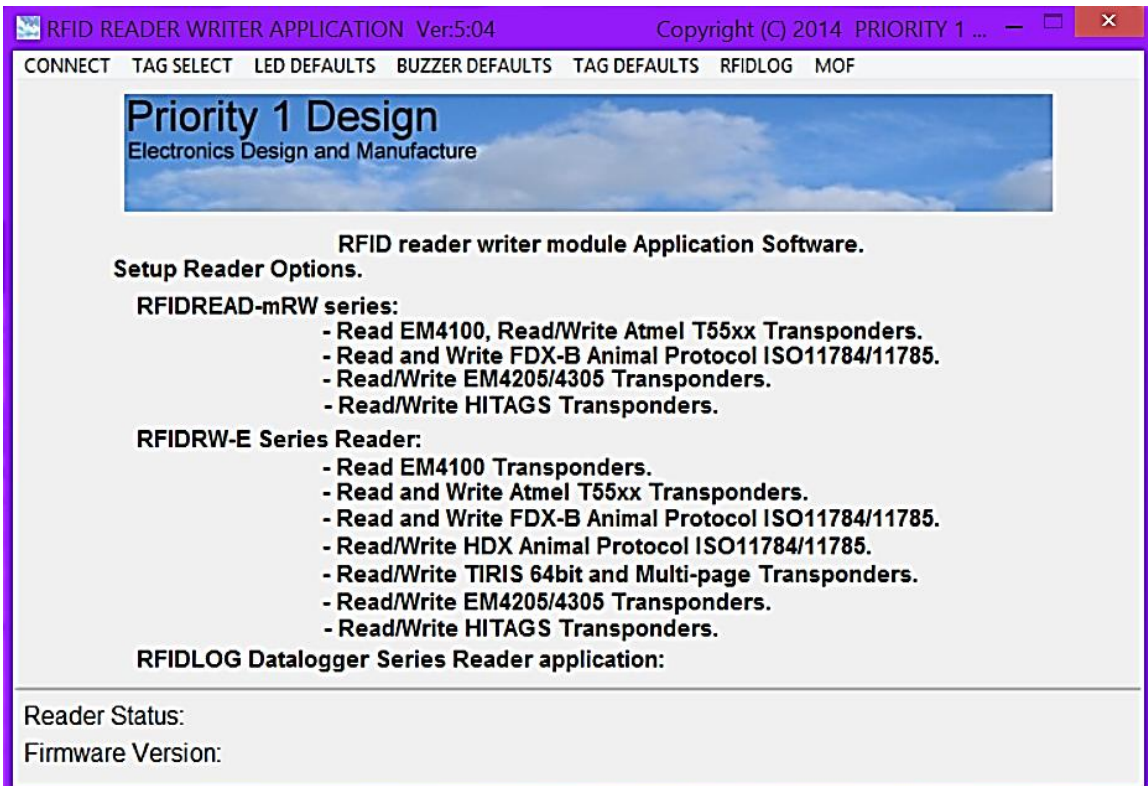 RFID READER WRITER APPLICATION Ver:5:04 Copyright (C) 2014 PRIORITY 1 ...
CONNECT TAG SELECT LED DEFAULTS BUZZER DEFAULTS TAG DEFAULTS RFIDLOG MOF
Priority 1 Design
Electronics Design and Manufacture
RFID reader writer module Application Software.
Setup Reader Options.
RFIDREAD-mRW series:
- Read EM4100, Read/Write Atmel T55xx Transponders.
- Read and Write FDX-B Animal Protocol ISO11784/11785.
- Read/Write EM4205/4305 Transponders.
- Read/Write HITAGS Transponders.
RFIDRW-E Series Reader:
- Read EM4100 Transponders.
- Read and Write Atmel T55xx Transponders.
- Read and Write FDX-B Animal Protocol ISO11784/11785.
- Read/Write HDX Animal Protocol ISO11784/11785.
- Read/Write TIRIS 64bit and Multi-page Transponders.
- Read/Write EM4205/4305 Transponders.
- Read/Write HITAGS Transponders.
RFIDLOG Datalogger Series Reader application:
Reader Status:
Firmware Version: